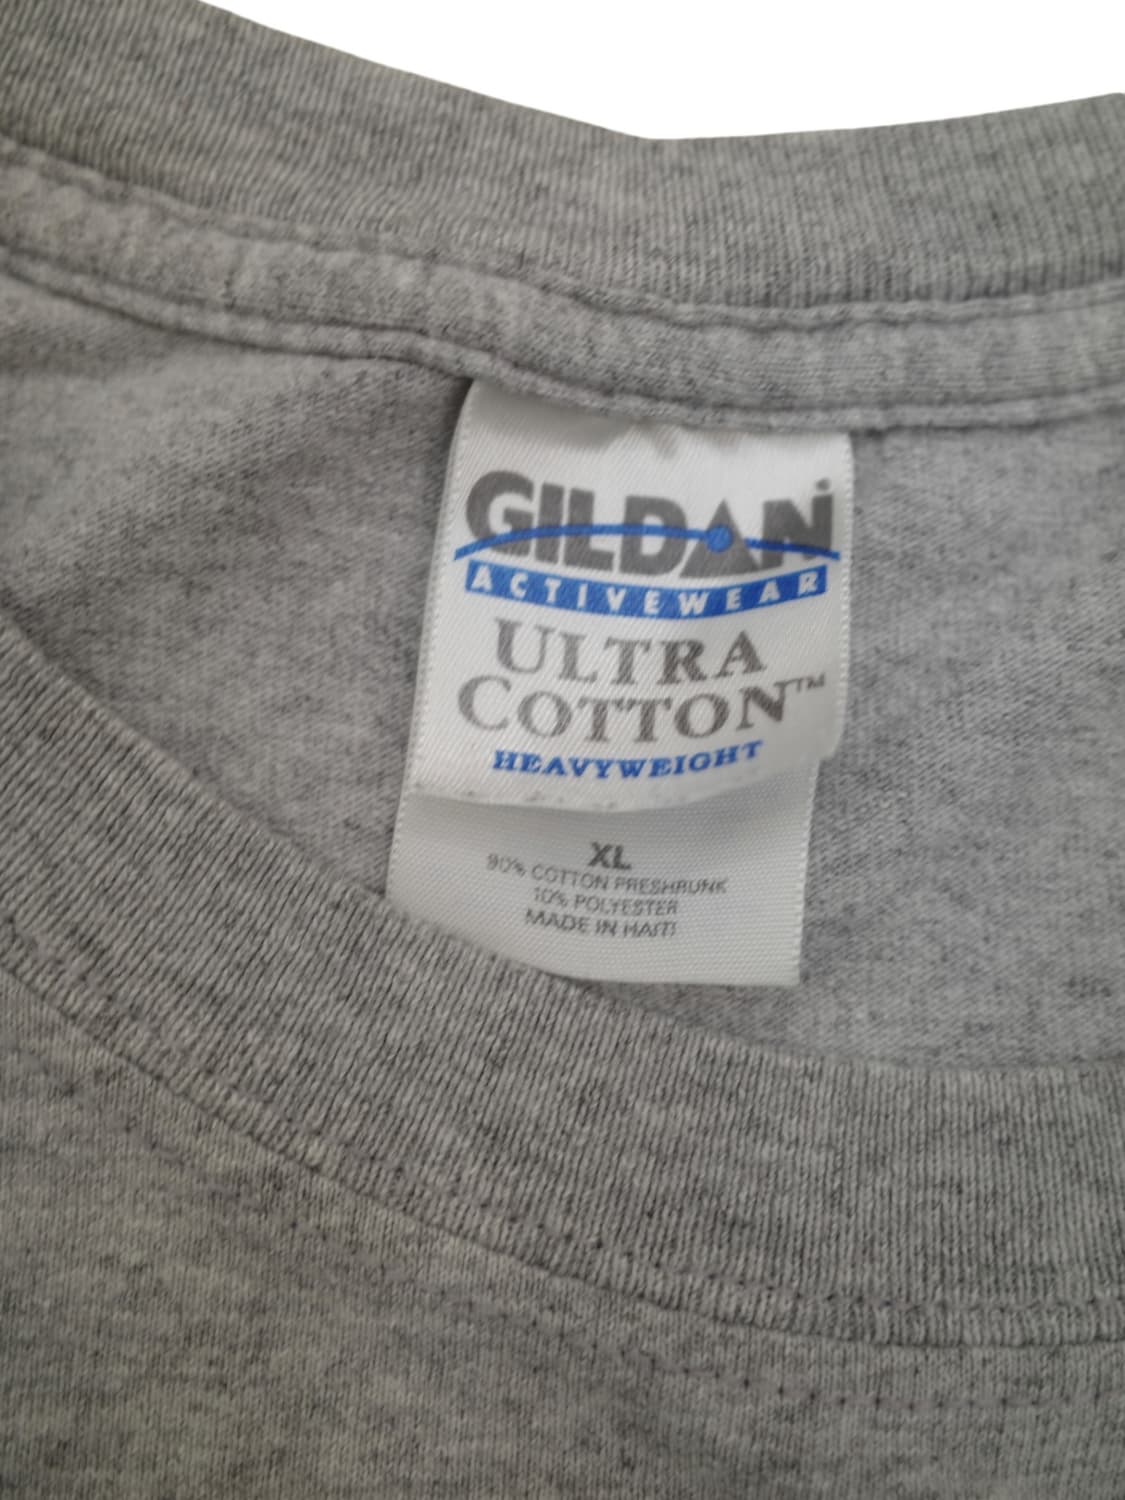 GILDAN®
ACTIVEWEAR
ULTRA
COTTON™
HEAVYWEIGHT
XL
90% COTTON PRESHRUNK
10% POLYESTER
MADE IN HAITI